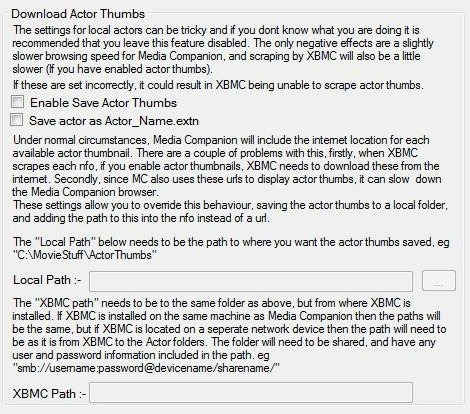 Download Actor Thumbs
The settings for local actors can be tricky and if you dont know what you are doing it is
recommended that you leave this feature disabled. The only negative effects are a slightly
slower browsing speed for Media Companion, and scraping by XBMC will also be a little
slower (If you have enabled actor thumbs).
If these are set incorrectly, it could result in XBMC being unable to scrape actor thumbs.
Enable Save Actor Thumbs
Save actor as Actor_Name.extn
Under normal circumstances, Media Companion will include the internet location for each
available actor thumbnail. There are a couple of problems with this, firstly, when XBMC
scrapes each nfo, if you enable actor thumbnails, XBMC needs to download these from the
internet. Secondly, since MC also uses these urls to display actor thumbs, it can slow down
the Media Companion browser.
These settings allow you to override this behaviour, saving the actor thumbs to a local folder,
and adding the path to this into the nfo instead of a url.
The "Local Path" below needs to be the path to where you want the actor thumbs saved, eg
"C:\MovieStuff\ActorThumbs"
Local Path :- ...
The "XBMC path" needs to be to the same folder as above, but from where XBMC is
installed. If XBMC is installed on the same machine as Media Companion then the paths will
be the same, but if XBMC is located on a seperate network device then the path will need to
be as it is from XBMC to the Actor folders. The folder will need to be shared, and have any
user and password information included in the path. eg
"smb://username:password@devicename/sharename/"
XBMC Path :-